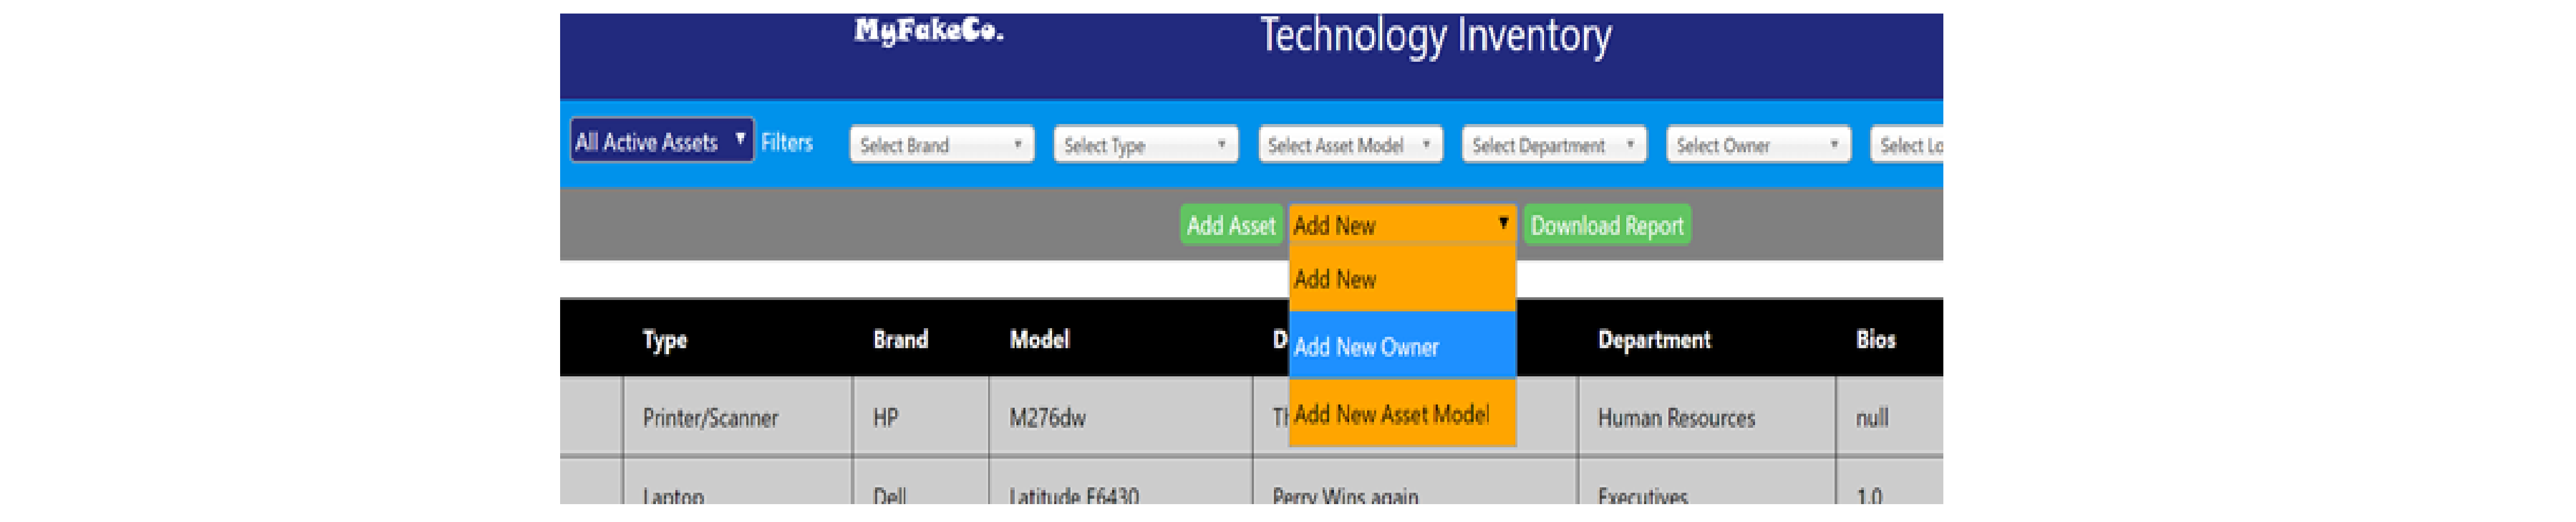 MyFakeCo. Technology Inventory
All Active Assets Filters Select Brand Select Type Select Asset Model Select Department Select Owner Select Lo
Add Asset Add New Download Report
Add New
Type Brand Model D Add New Owner Department Bios
Printer/Scanner HP M276dw Th Add New Asset Model Human Resources null
Laptop Dell Latitude E6430 Perry Wins again Executives 1.0